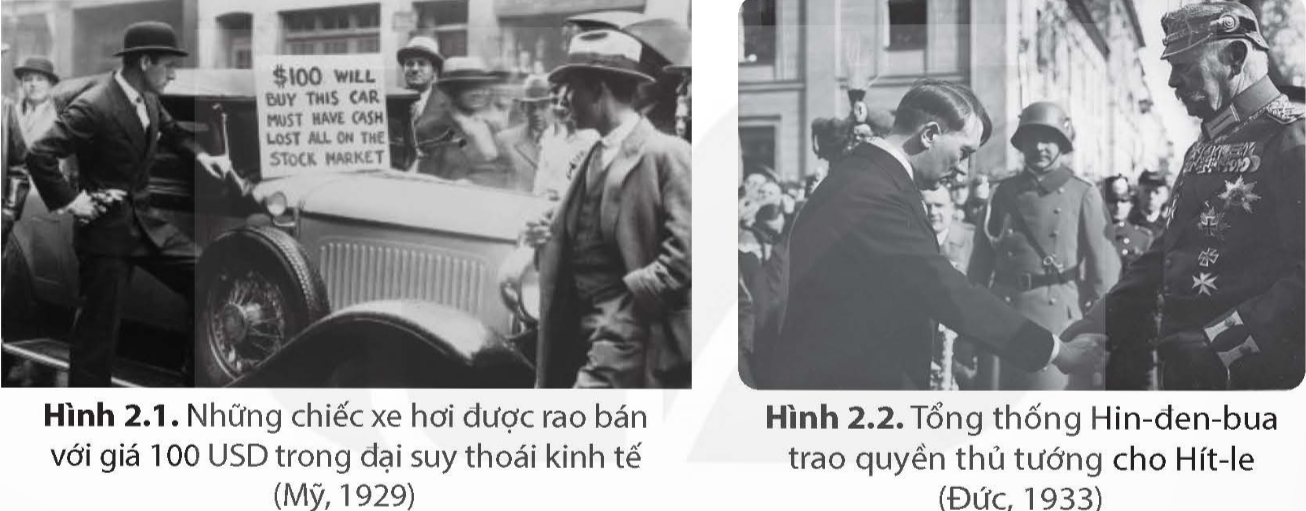 $100 WILL
BUY THIS CAR
MUST HAVE CASH
LOST ALL ON THE
STOCK MARKET
Hình 2.1. Những chiếc xe hơi được rao bán
với giá 100 USD trong đại suy thoái kinh tế
(Mỹ, 1929)
Hình 2.2. Tổng thống Hin-đen-bua
trao quyền thủ tướng cho Hít-le
(Đức, 1933)